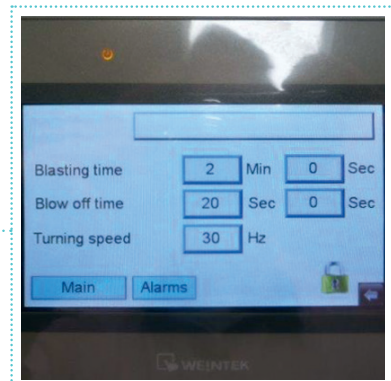 Blasting time 2 Min 0 Sec
Blow off time 20 Sec 0 Sec
Turning speed 30 Hz
Main Alarms
WEINTEK